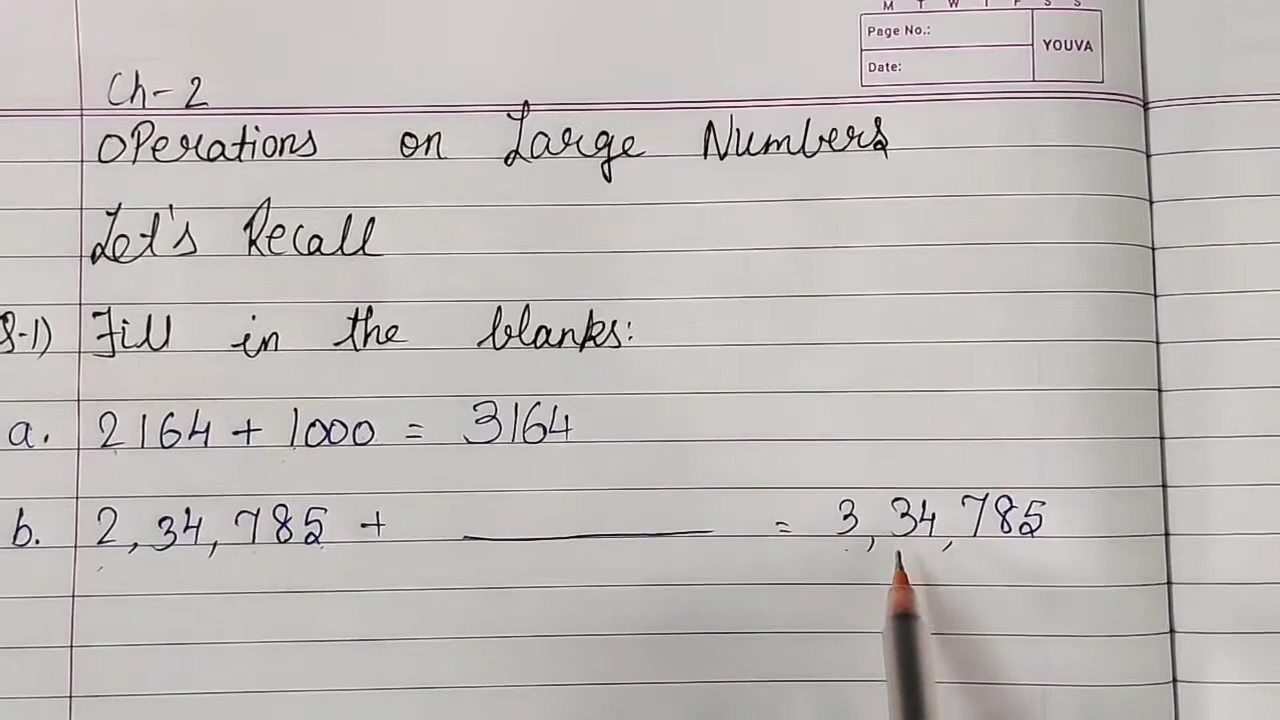 M T W T F S S
Page No.:
YOUVA
Date:
Ch-2
Operations on Large Numbers
Let's Recall
Q-1) Fill in the blanks:
a. 2164 + 1000 = 3164
b. 2,34,785 + ________ = 3,34,785